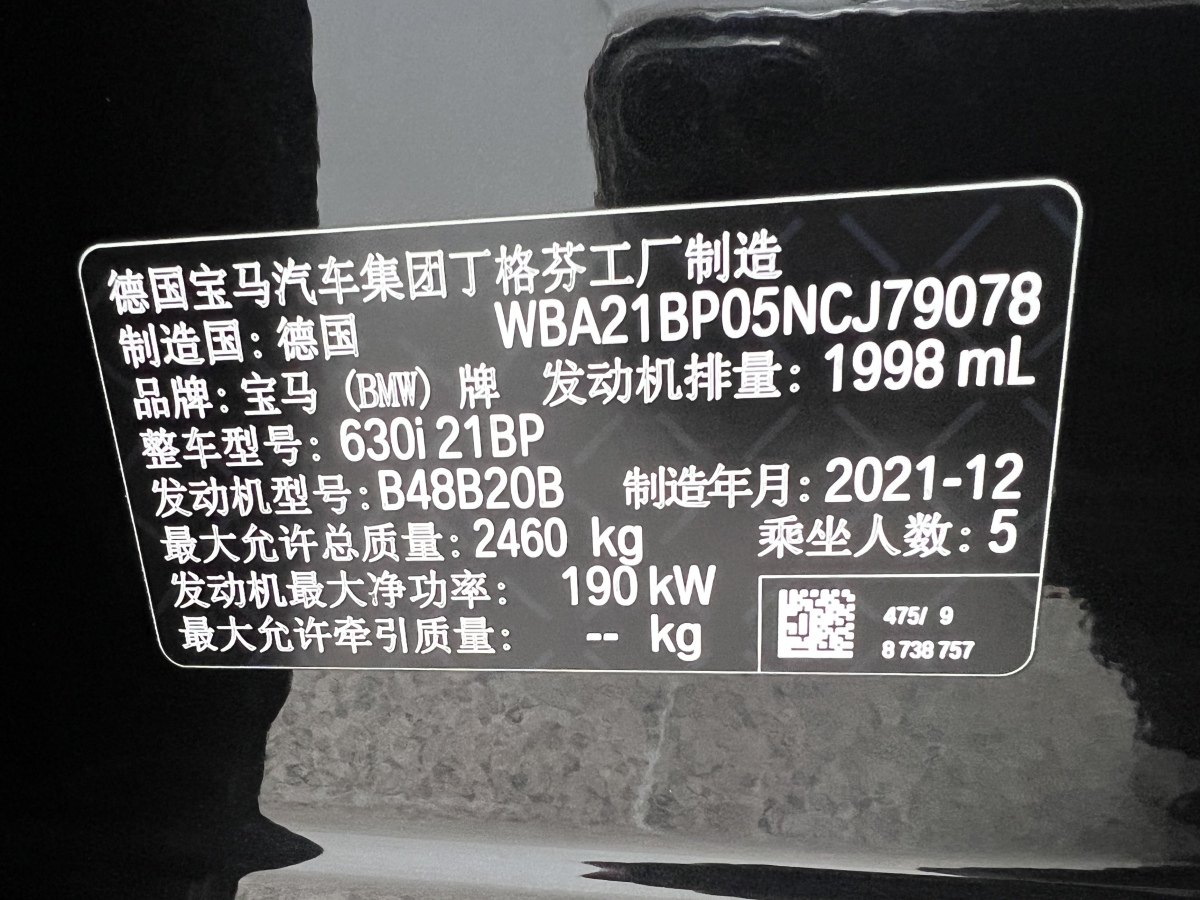 德国宝马汽车集团丁格芬工厂制造
制造国：德国 WBA21BP05NCJ79078
品牌：宝马（BMW）牌 发动机排量：1998 mL
整车型号：630i 21BP
发动机型号：B48B20B 制造年月：2021-12
最大允许总质量：2460 kg 乘坐人数：5
发动机最大净功率： 190 kW
最大允许牵引质量： -- kg
475/ 9
8 738 757